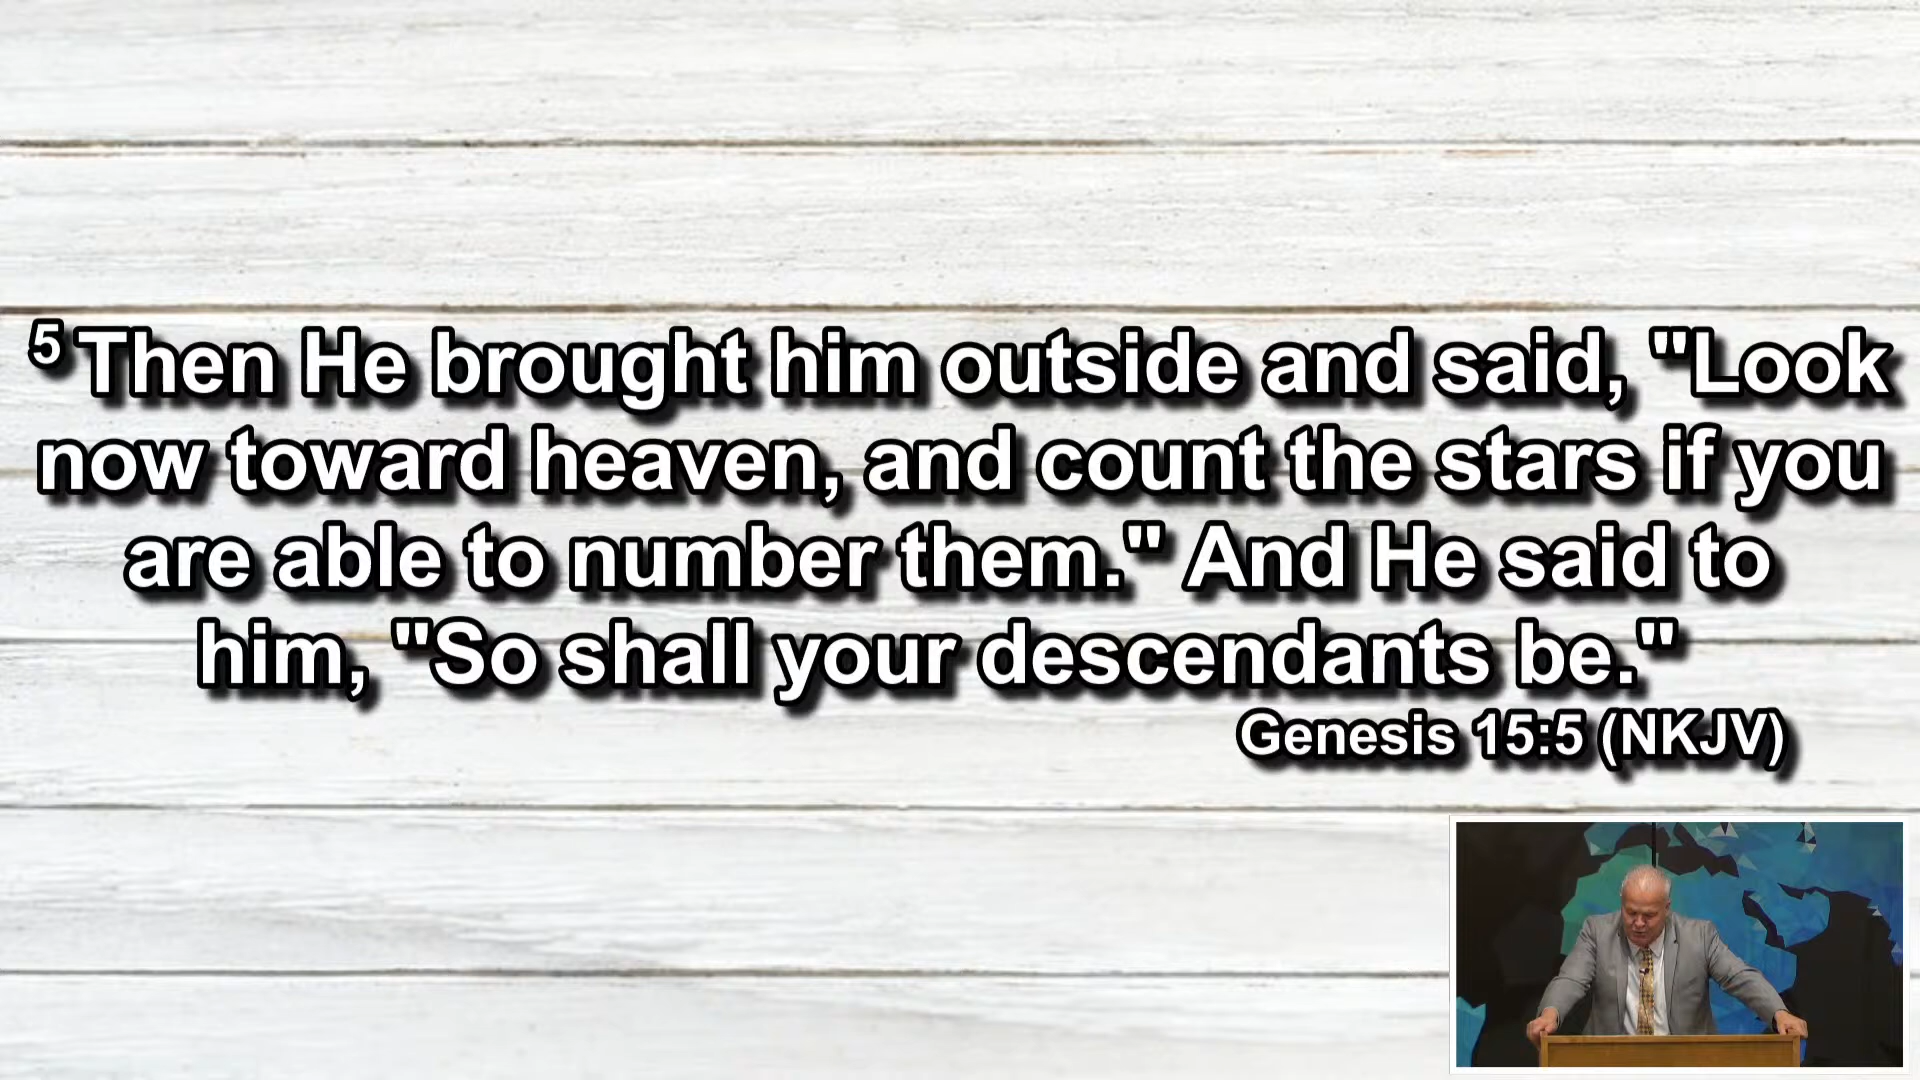 5 Then He brought him outside and said, "Look
now toward heaven, and count the stars if you
are able to number them." And He said to
him, "So shall your descendants be."
Genesis 15:5 (NKJV)